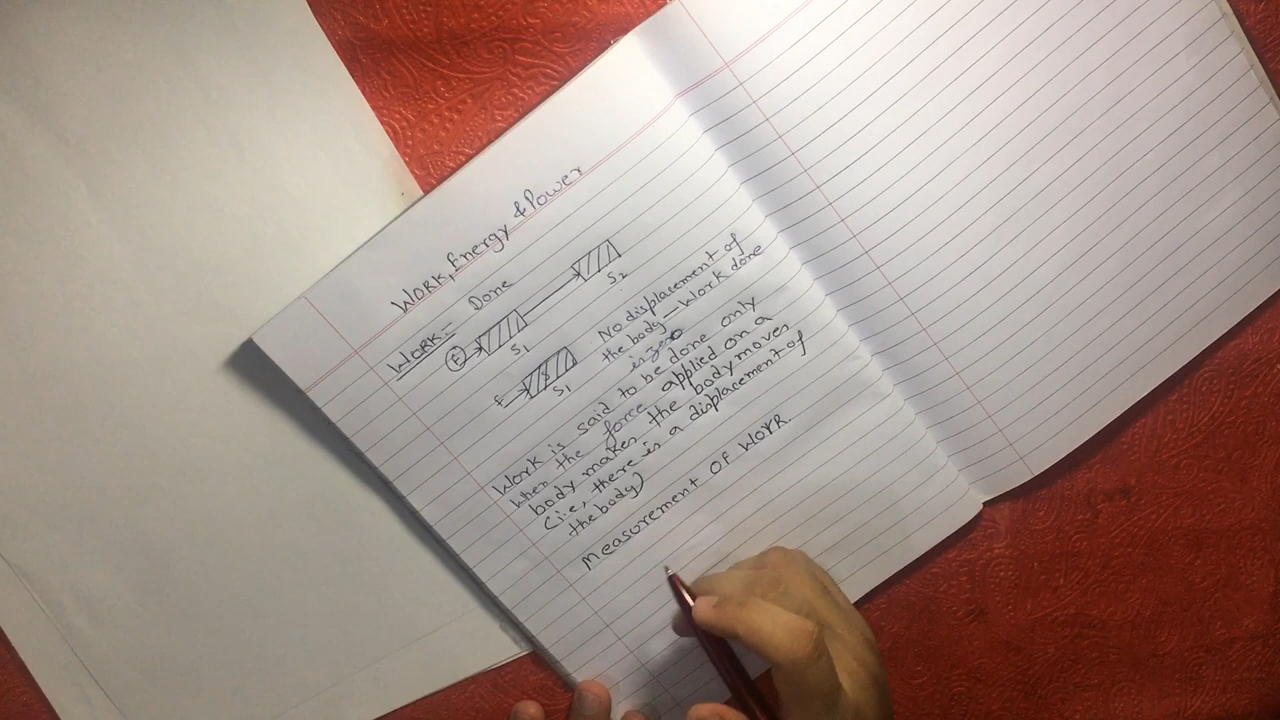 WORK, Energy & Power
WORK:- Done
F S1 S2
F S1 No displacement of
the body - Work done
is zero
Work is said to be done only
when the force applied on a
body makes the body moves
(i.e, there is a displacement of
the body)
Measurement OF WORK